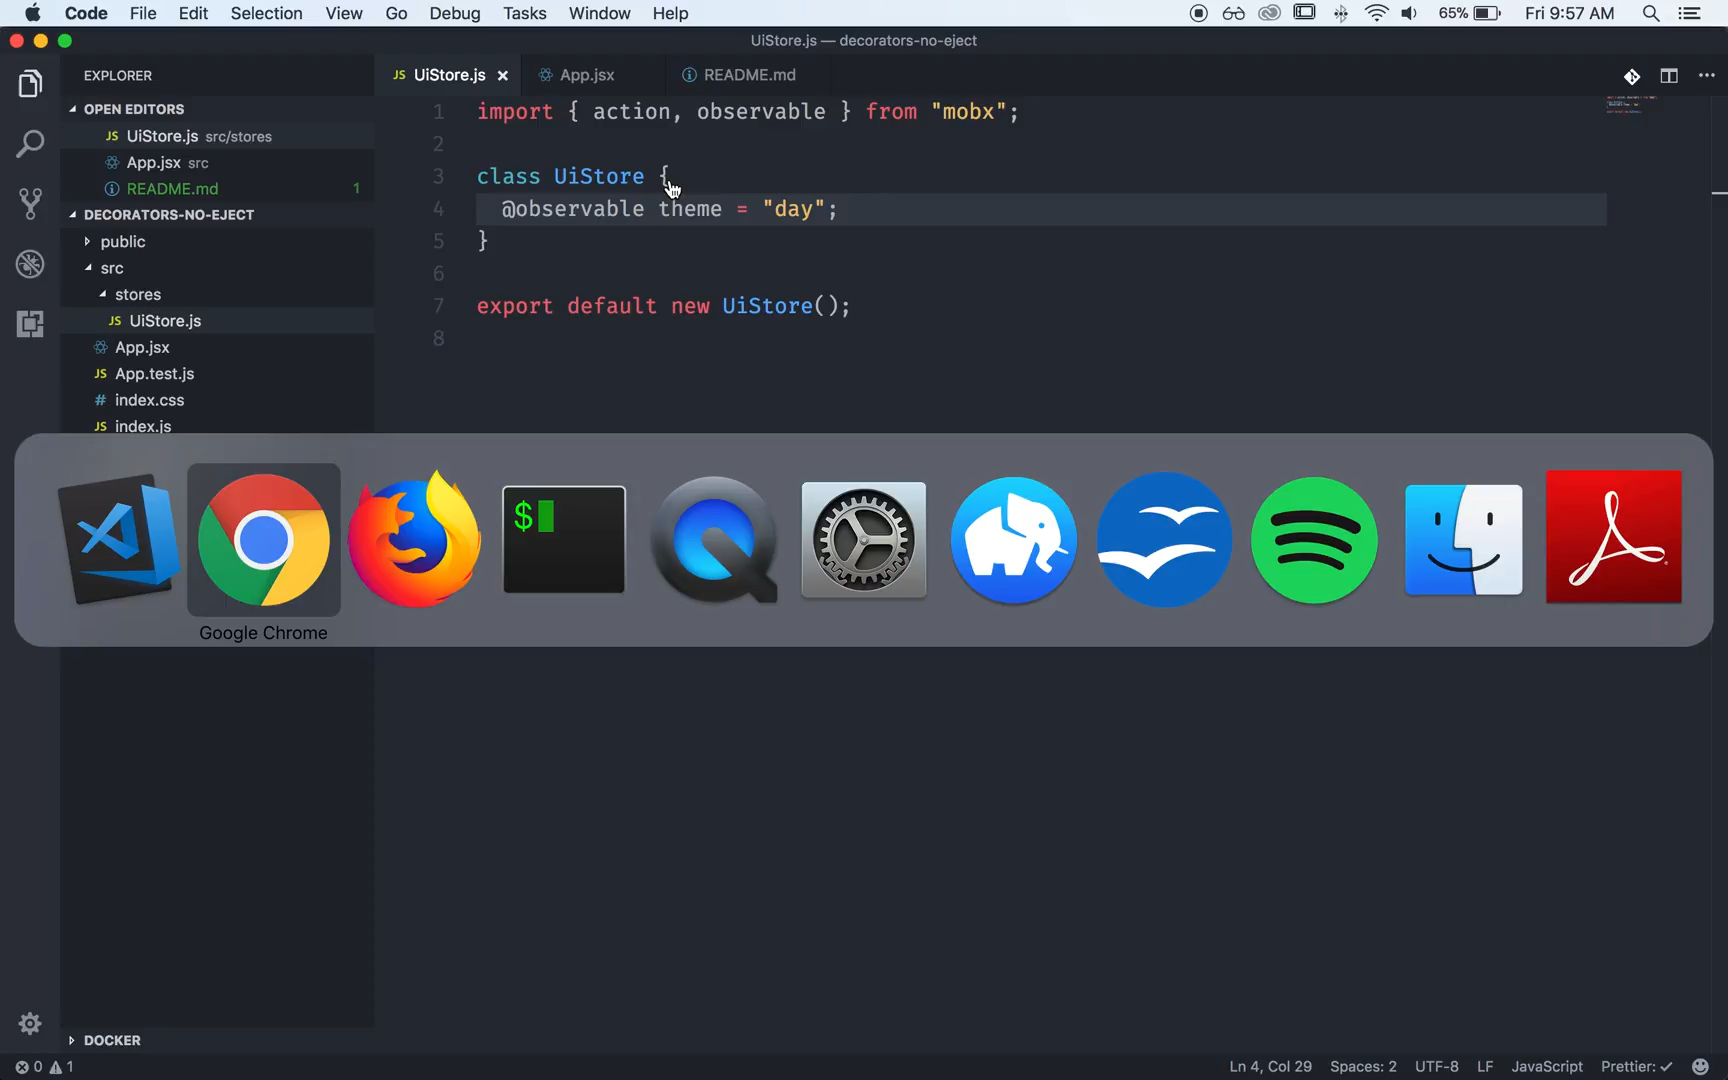 Code File Edit Selection View Go Debug Tasks Window Help 65% Fri 9:57 AM
UiStore.js — decorators-no-eject
EXPLORER
JS UiStore.js App.jsx README.md
OPEN EDITORS
JS UiStore.js src/stores
App.jsx src
README.md 1
DECORATORS-NO-EJECT
public
src
stores
JS UiStore.js
App.jsx
JS App.test.js
# index.css
JS index.js
1 import { action, observable } from "mobx";
2
3 class UiStore {
4 @observable theme = "day";
5 }
6
7 export default new UiStore();
8
$
Google Chrome
DOCKER
0 1 Ln 4, Col 29 Spaces: 2 UTF-8 LF JavaScript Prettier: ✓